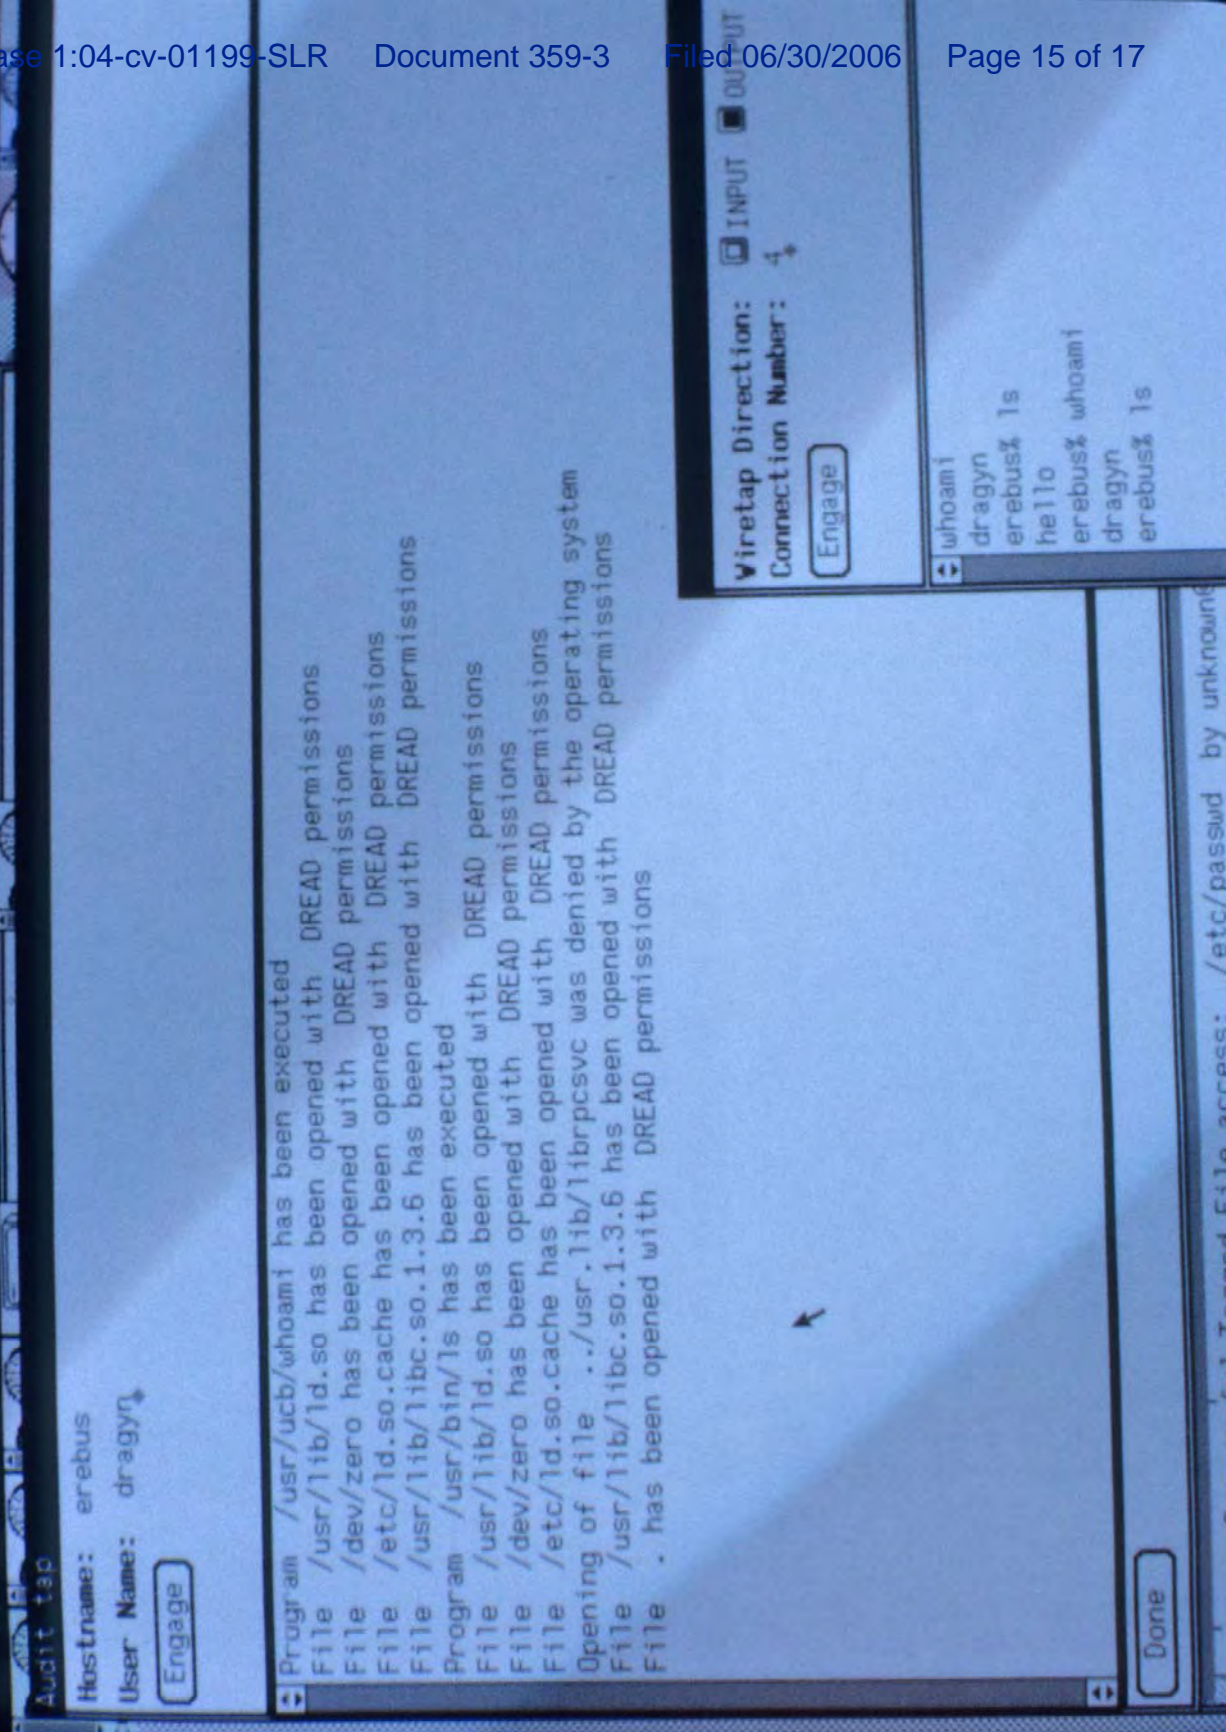 ase 1:04-cv-01199-SLR Document 359-3 Filed 06/30/2006 Page 15 of 17
Audit tap
Hostname: erebus
User Name: dragyn
Engage
Program /usr/ucb/whoami has been executed
File /usr/lib/ld.so has been opened with DREAD permissions
File /dev/zero has been opened with DREAD permissions
File /etc/ld.so.cache has been opened with DREAD permissions
File /usr/lib/libc.so.1.3.6 has been opened with DREAD permissions
Program /usr/bin/ls has been executed
File /usr/lib/ld.so has been opened with DREAD permissions
File /dev/zero has been opened with DREAD permissions
File /etc/ld.so.cache has been opened with DREAD permissions
Opening of file ../usr.lib/librpcsvc was denied by the operating system
File /usr/lib/libc.so.1.3.6 has been opened with DREAD permissions
File . has been opened with DREAD permissions
Done
Wiretap Direction: INPUT OUTPUT
Connection Number: 4
Engage
whoami
dragyn
erebus% ls
hello
erebus% whoami
dragyn
erebus% ls
File access: /etc/passwd by unknown@